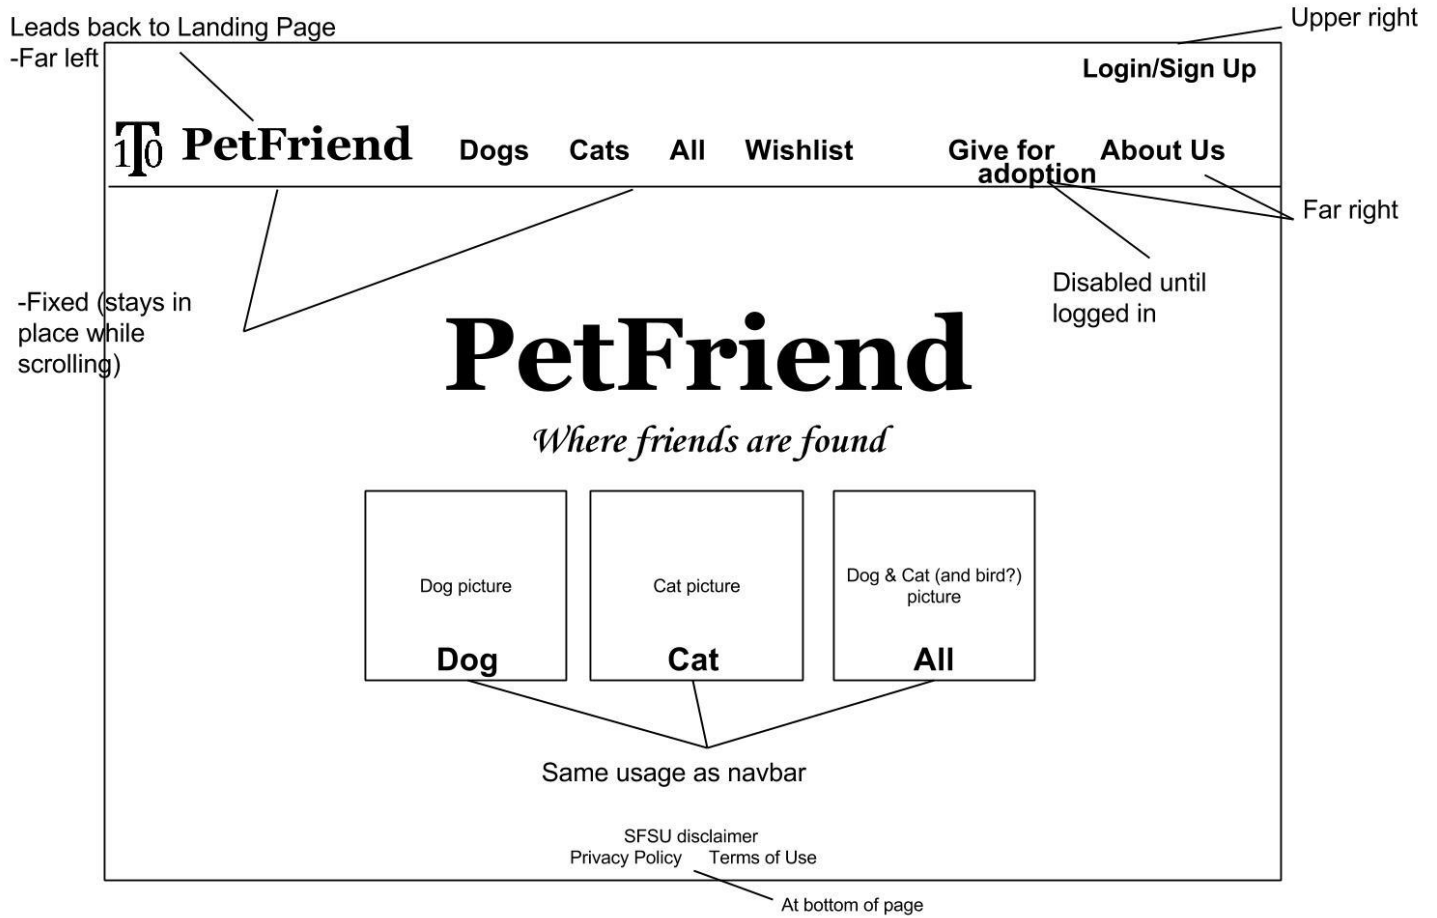 Leads back to Landing Page
-Far left
Upper right
Login/Sign Up
T10 PetFriend Dogs Cats All Wishlist Give for adoption About Us
Far right
Disabled until
logged in
-Fixed (stays in
place while
scrolling)
PetFriend
Where friends are found
Dog picture
Dog
Cat picture
Cat
Dog & Cat (and bird?)
picture
All
Same usage as navbar
SFSU disclaimer
Privacy Policy Terms of Use
At bottom of page